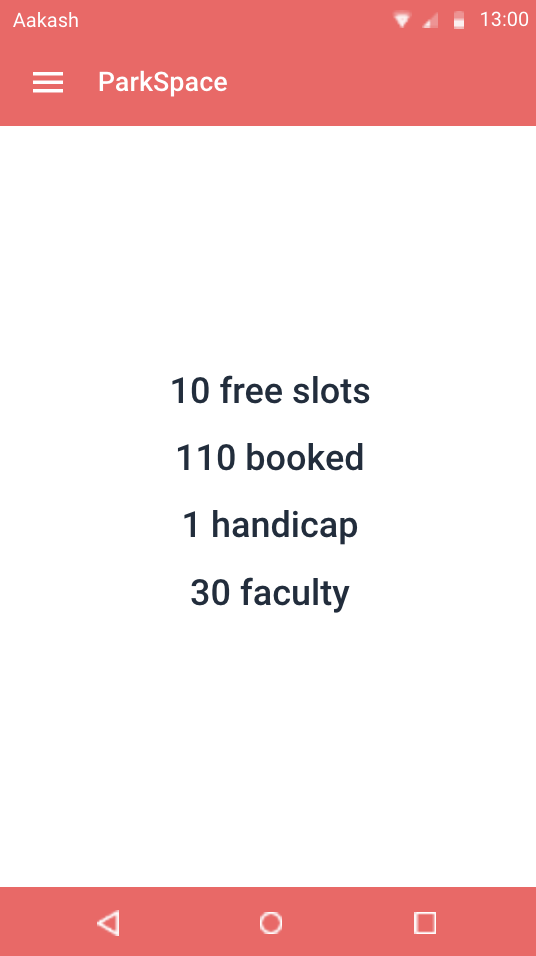 Aakash
13:00
ParkSpace
10 free slots
110 booked
1 handicap
30 faculty